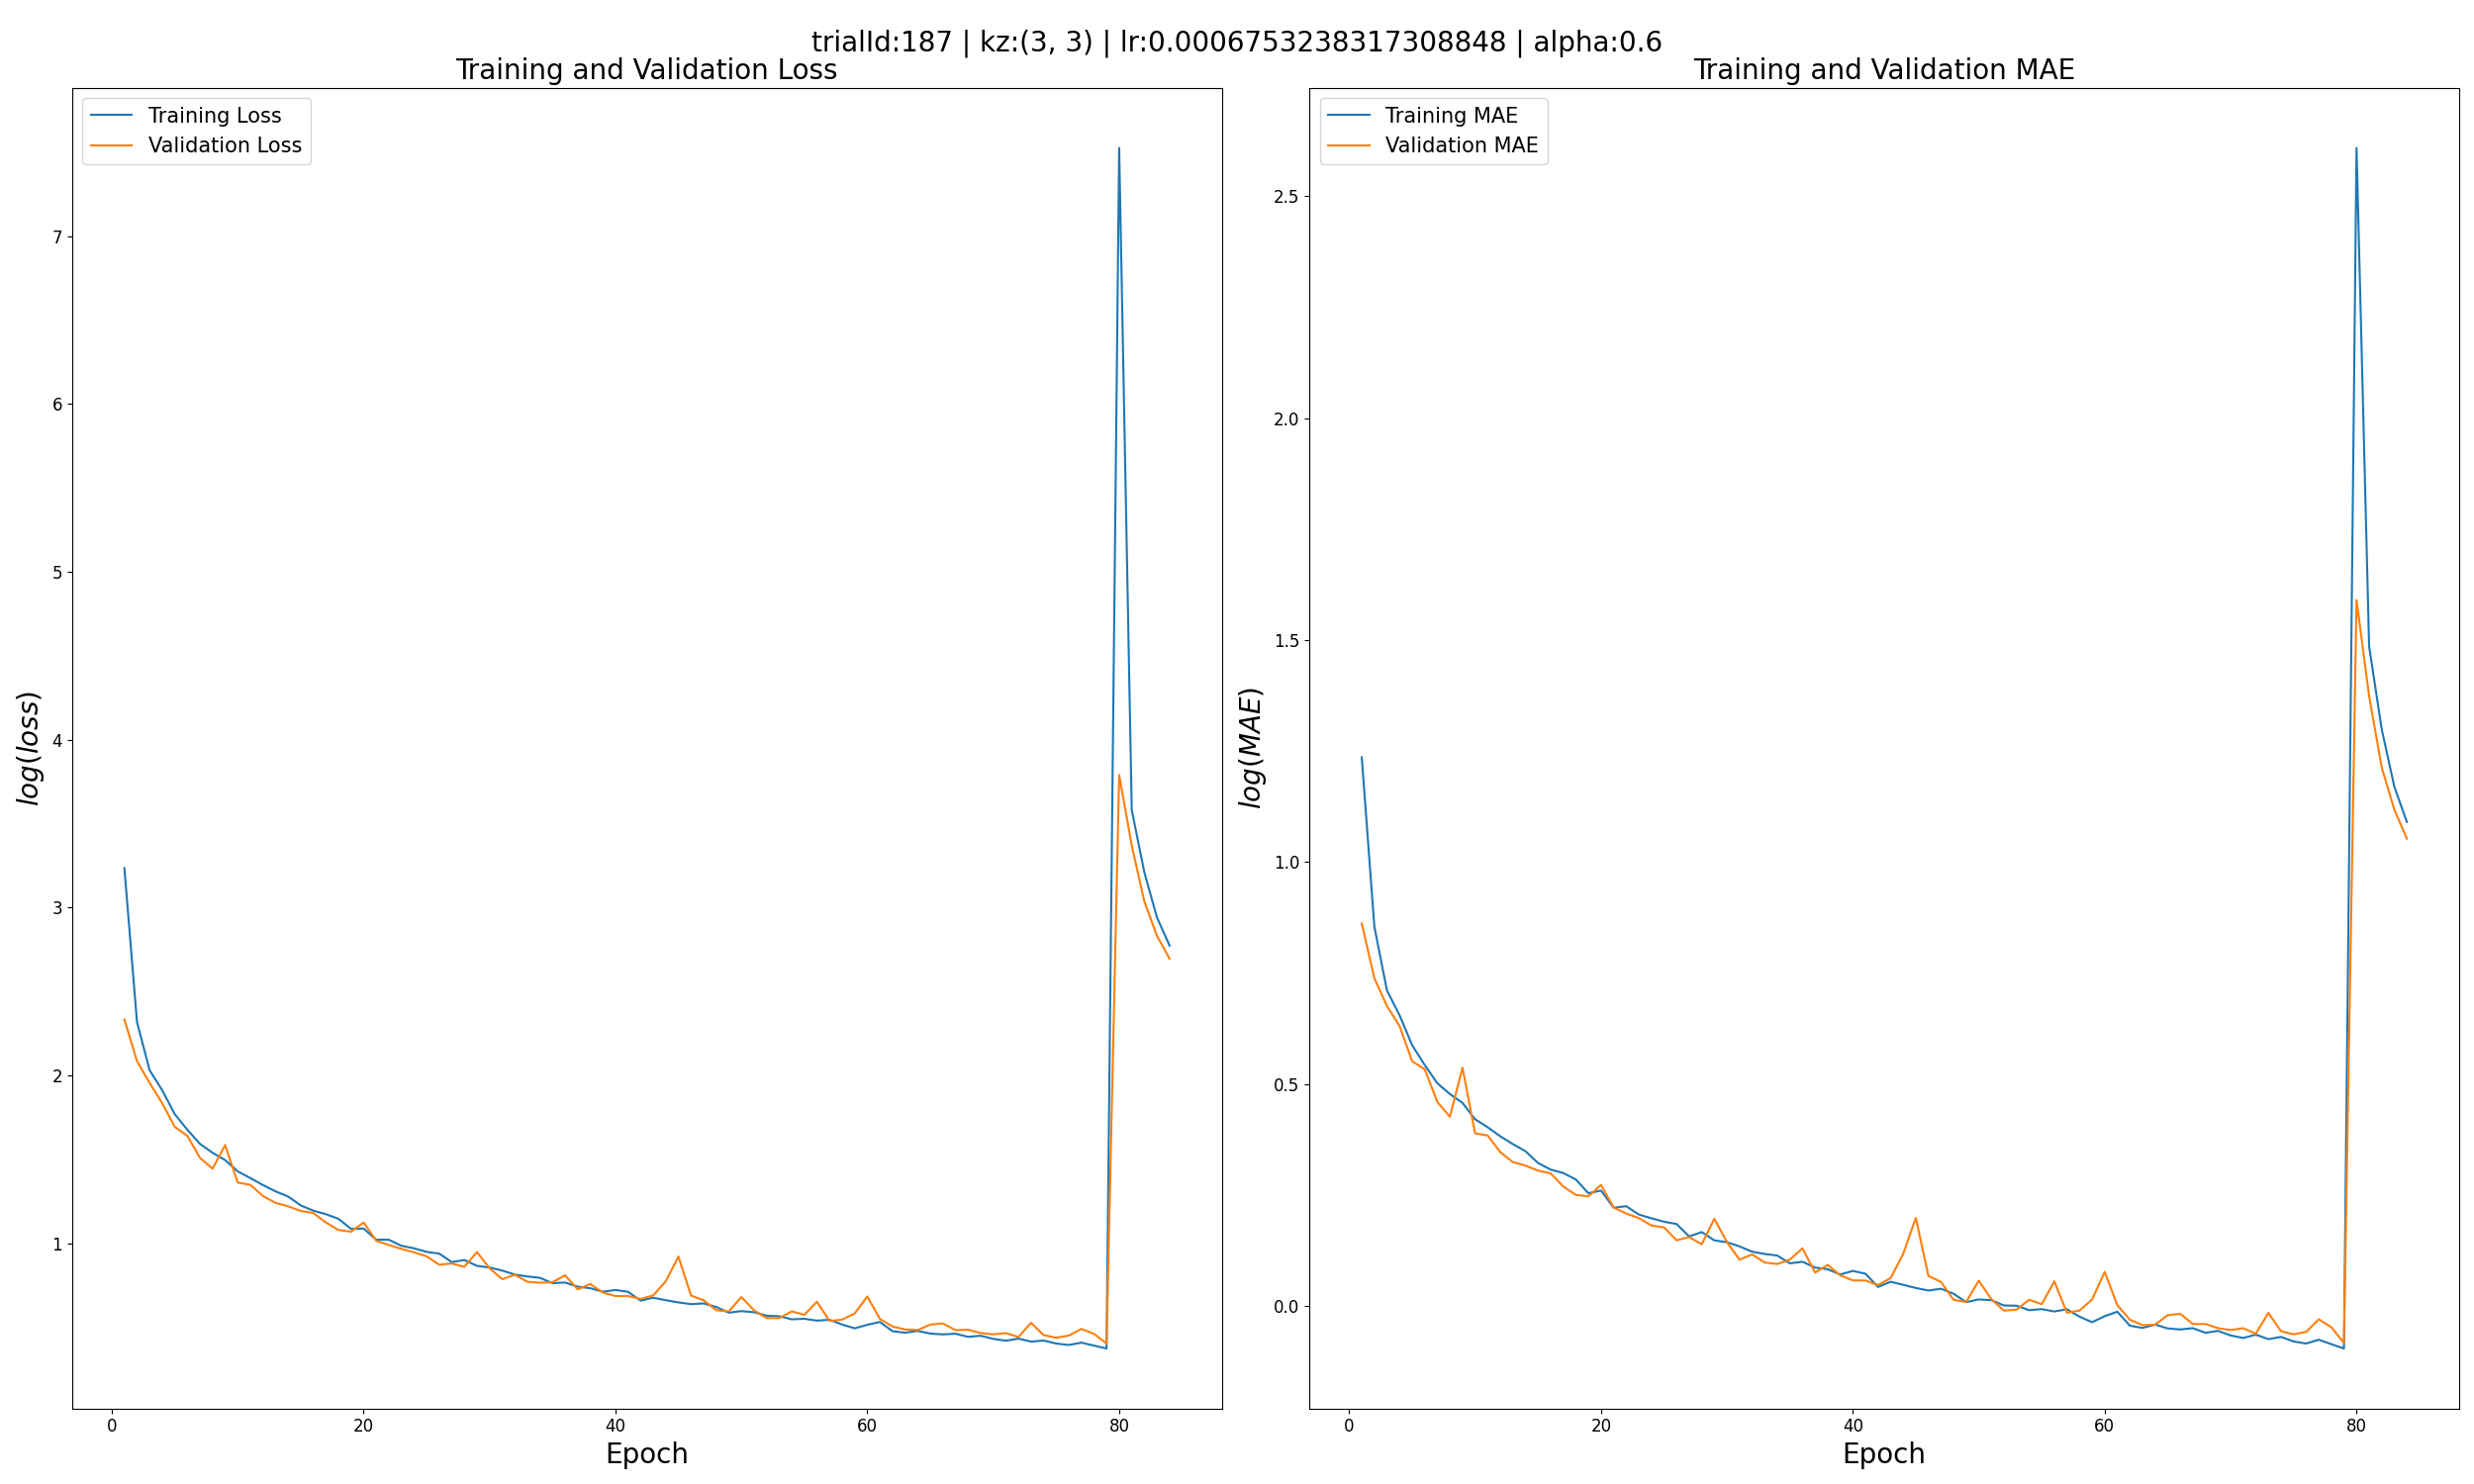 trialId:187 | kz:(3, 3) | lr:0.0006753238317308848 | alpha:0.6
Training and Validation Loss
Training Loss
Validation Loss
7
6
5
4
3
2
1
log(loss)
0 20 40 60 80
Epoch
Training and Validation MAE
Training MAE
Validation MAE
2.5
2.0
1.5
1.0
0.5
0.0
log(MAE)
0 20 40 60 80
Epoch